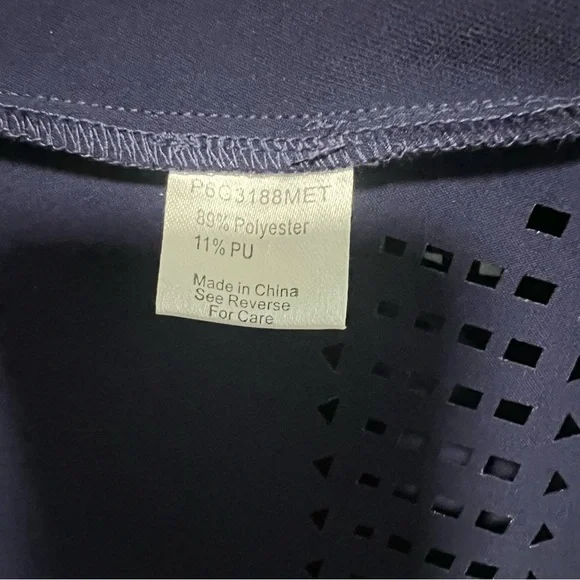 P6C3188MET
89% Polyester
11% PU
Made in China
See Reverse
For Care